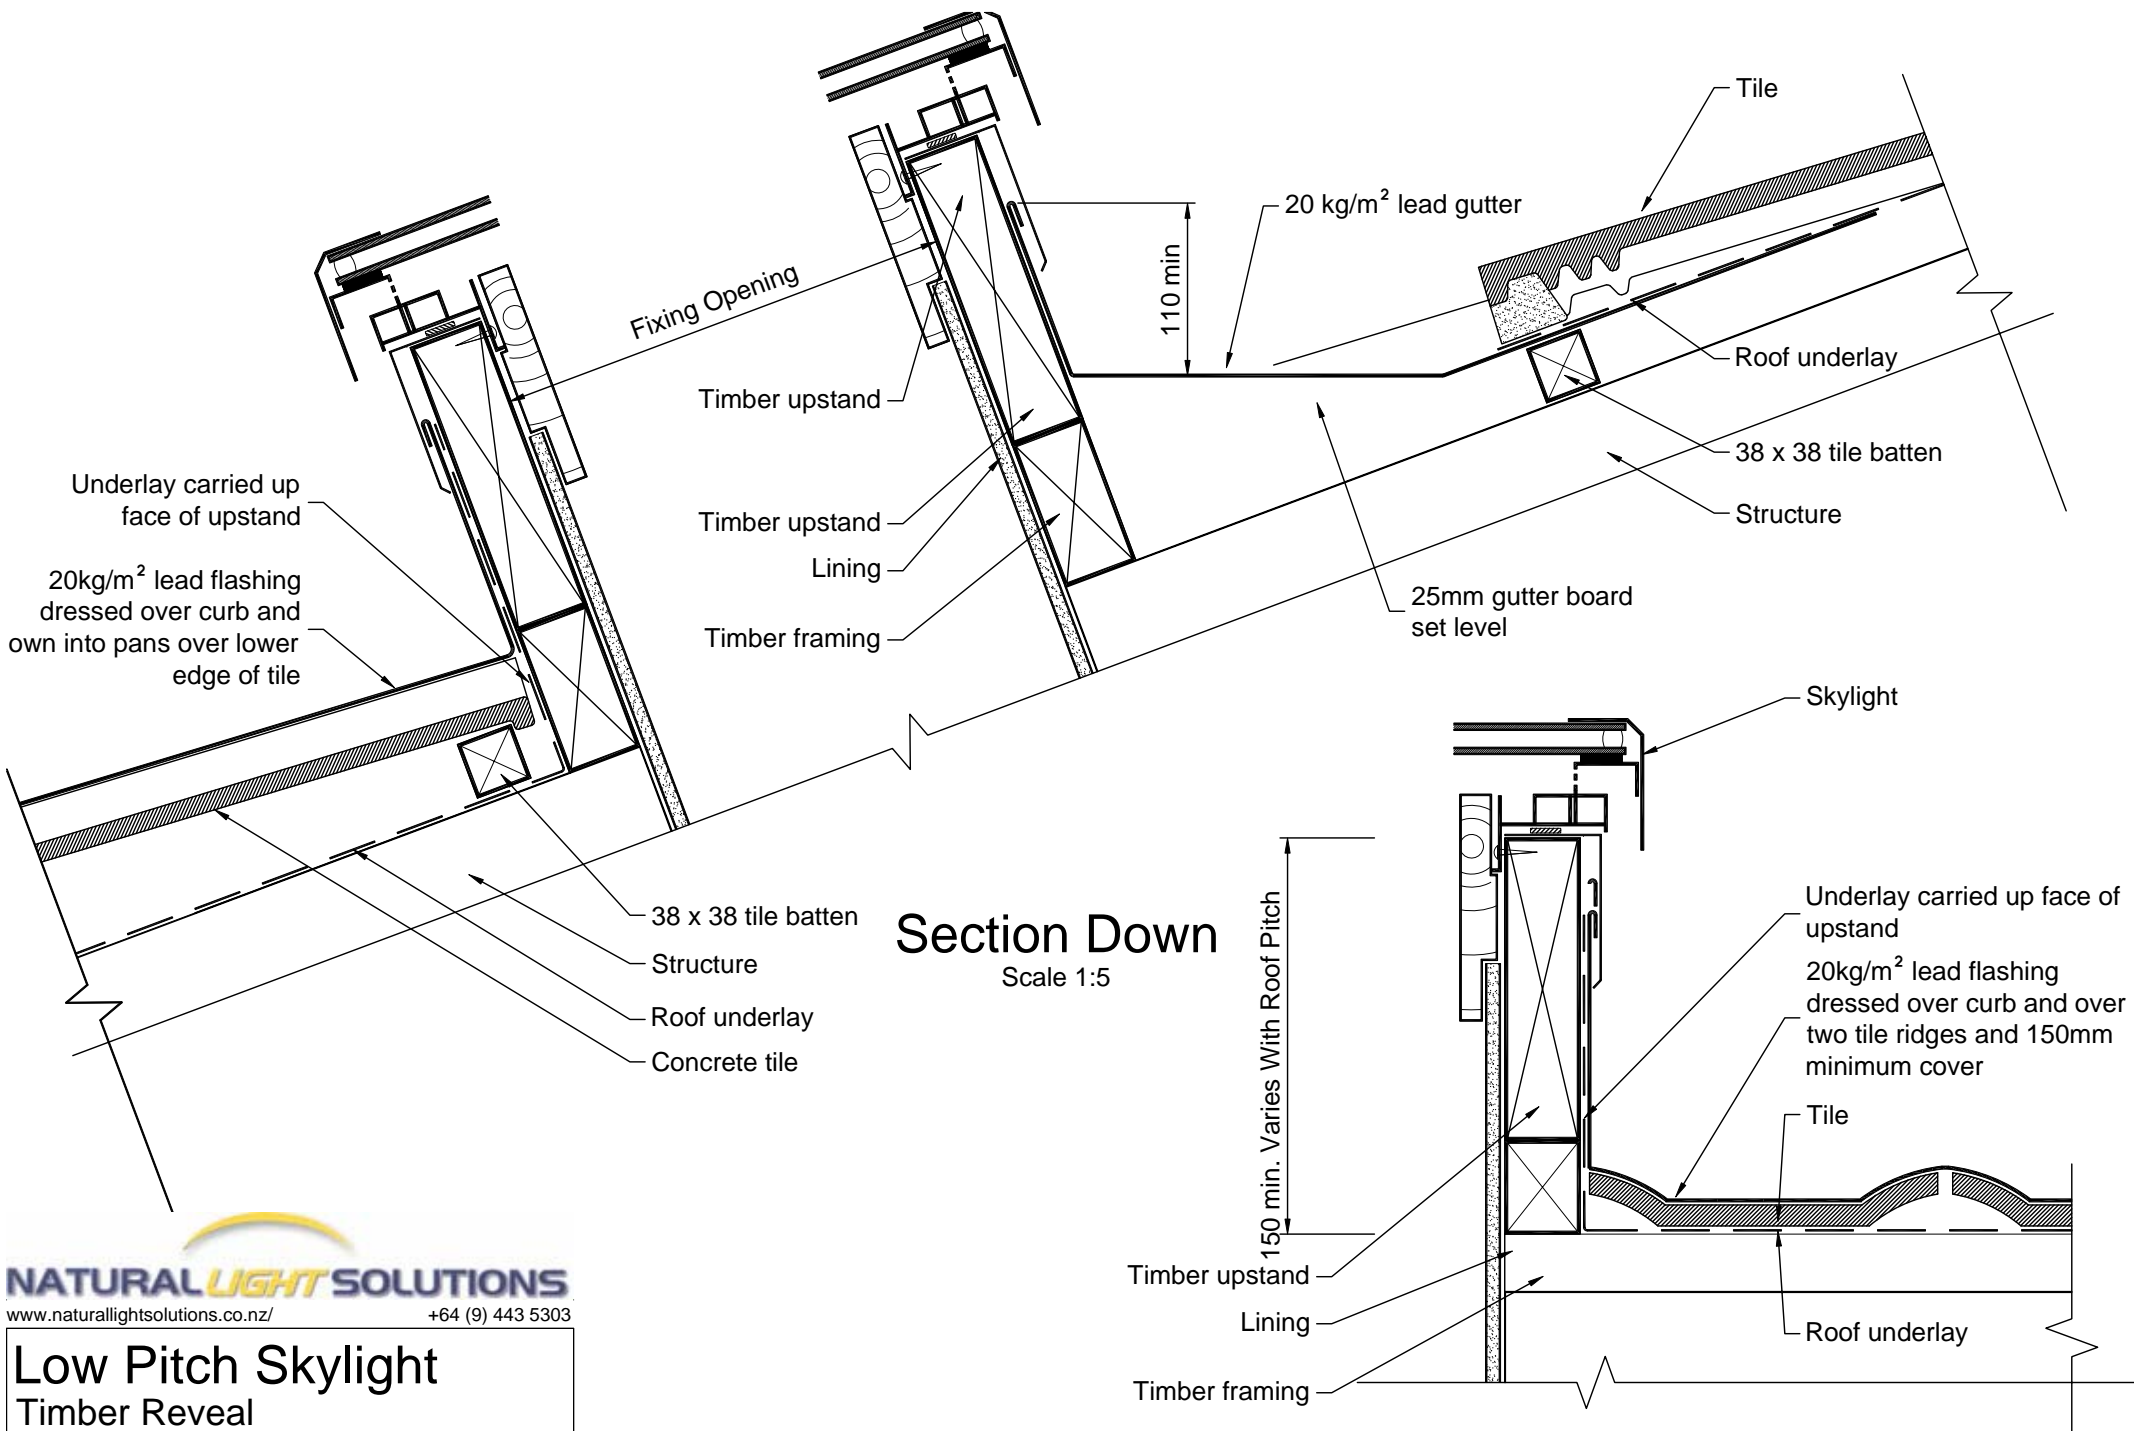 Tile
20 kg/m² lead gutter
Fixing Opening
110 min
Timber upstand
Roof underlay
38 x 38 tile batten
Structure
Timber upstand
Lining
Timber framing
25mm gutter board
set level
Underlay carried up
face of upstand
20kg/m² lead flashing
dressed over curb and
own into pans over lower
edge of tile
38 x 38 tile batten
Structure
Roof underlay
Concrete tile
Section Down
Scale 1:5
Skylight
150 min. Varies With Roof Pitch
Underlay carried up face of
upstand
20kg/m² lead flashing
dressed over curb and over
two tile ridges and 150mm
minimum cover
Tile
Timber upstand
Lining
Timber framing
Roof underlay
NATURAL LIGHT SOLUTIONS
www.naturallightsolutions.co.nz/ +64 (9) 443 5303
Low Pitch Skylight
Timber Reveal